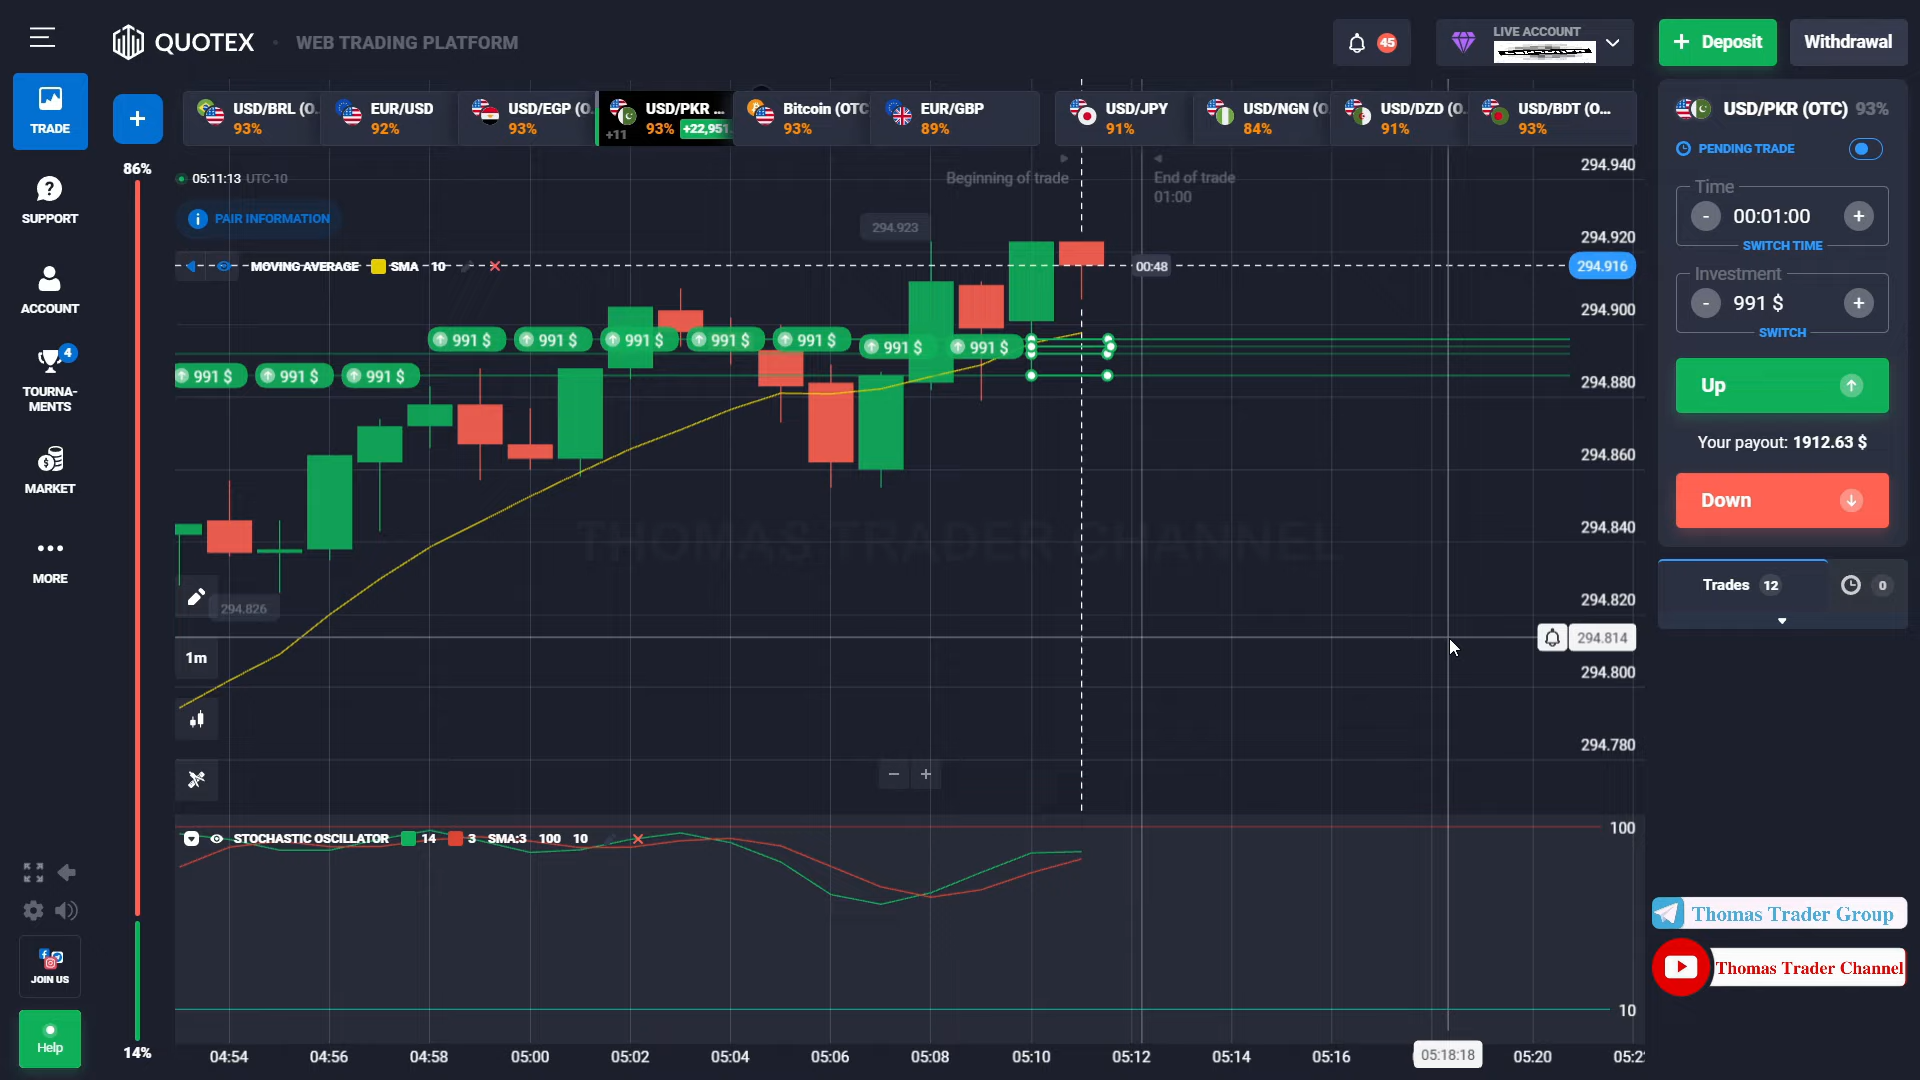 QUOTEX
WEB TRADING PLATFORM
45
LIVE ACCOUNT
Deposit
Withdrawal
TRADE
SUPPORT
ACCOUNT
4
TOURNA-
MENTS
MARKET
MORE
JOIN US
Help
+
86%
14%
USD/BRL (O.
93%
EUR/USD
92%
USD/EGP (O.
93%
USD/PKR ...
+11
93%
+22,951.
Bitcoin (OTC
93%
EUR/GBP
89%
USD/JPY
91%
USD/NGN (O
84%
USD/DZD (O.
91%
USD/BDT (O...
93%
05:11:13 UTC-10
PAIR INFORMATION
Beginning of trade
End of trade
01:00
294.923
MOVING AVERAGE SMA 10
00:48
991 $ 991 $ 991 $ 991 $ 991 $
991 $ 991 $
991 $ 991 $ 991 $
THOMAS TRADER CHANNEL
294.826
1m
− +
294.940
294.920
294.916
294.900
294.880
294.860
294.840
294.820
294.814
294.800
294.780
STOCHASTIC OSCILLATOR 14 3 SMA:3 100 10
100
10
04:54 04:56 04:58 05:00 05:02 05:04 05:06 05:08 05:10 05:12 05:14 05:16 05:18:18 05:20 05:2
USD/PKR (OTC) 93%
PENDING TRADE
Time
- 00:01:00 +
SWITCH TIME
Investment
- 991 $ +
SWITCH
Up
Your payout: 1912.63 $
Down
Trades 12
0
Thomas Trader Group
Thomas Trader Channel